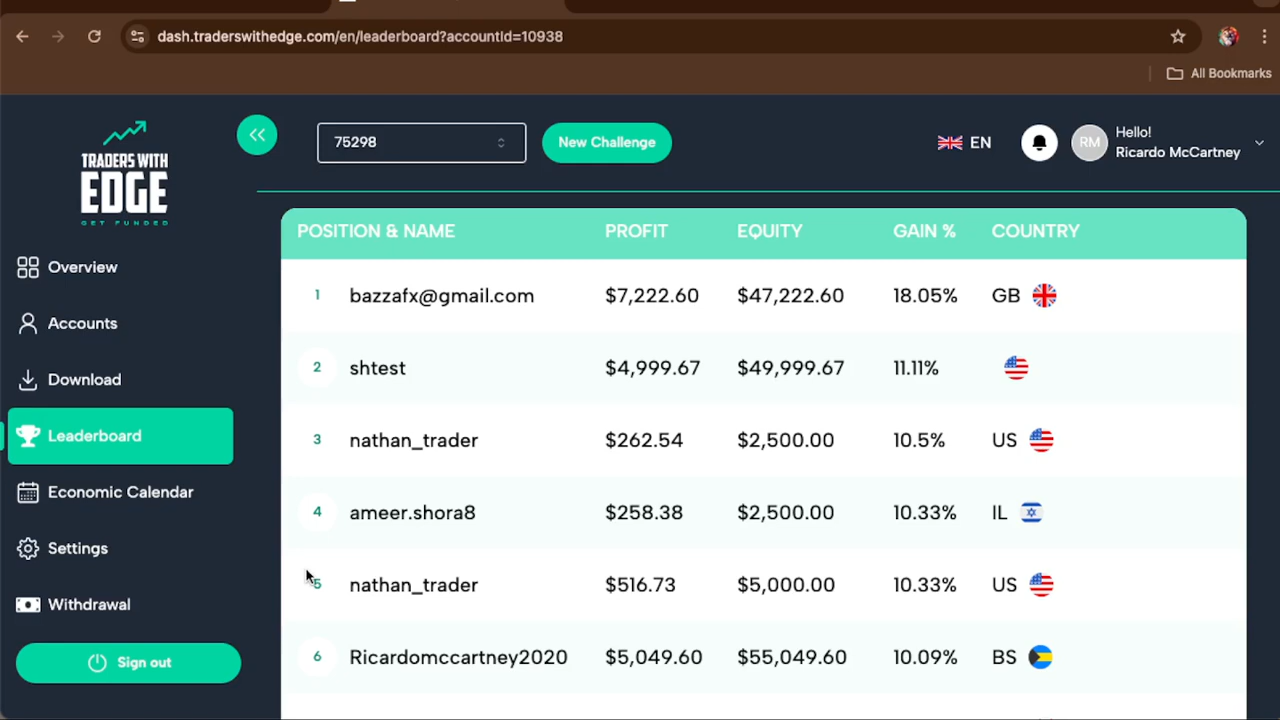 dash.traderswithedge.com/en/leaderboard?accountId=10938
All Bookmarks
TRADERS WITH
EDGE
GET FUNDED
75298
New Challenge
EN
RM
Hello!
Ricardo McCartney
Overview
Accounts
Download
Leaderboard
Economic Calendar
Settings
Withdrawal
Sign out
POSITION & NAME PROFIT EQUITY GAIN % COUNTRY
1 bazzafx@gmail.com $7,222.60 $47,222.60 18.05% GB
2 shtest $4,999.67 $49,999.67 11.11%
3 nathan_trader $262.54 $2,500.00 10.5% US
4 ameer.shora8 $258.38 $2,500.00 10.33% IL
5 nathan_trader $516.73 $5,000.00 10.33% US
6 Ricardomccartney2020 $5,049.60 $55,049.60 10.09% BS